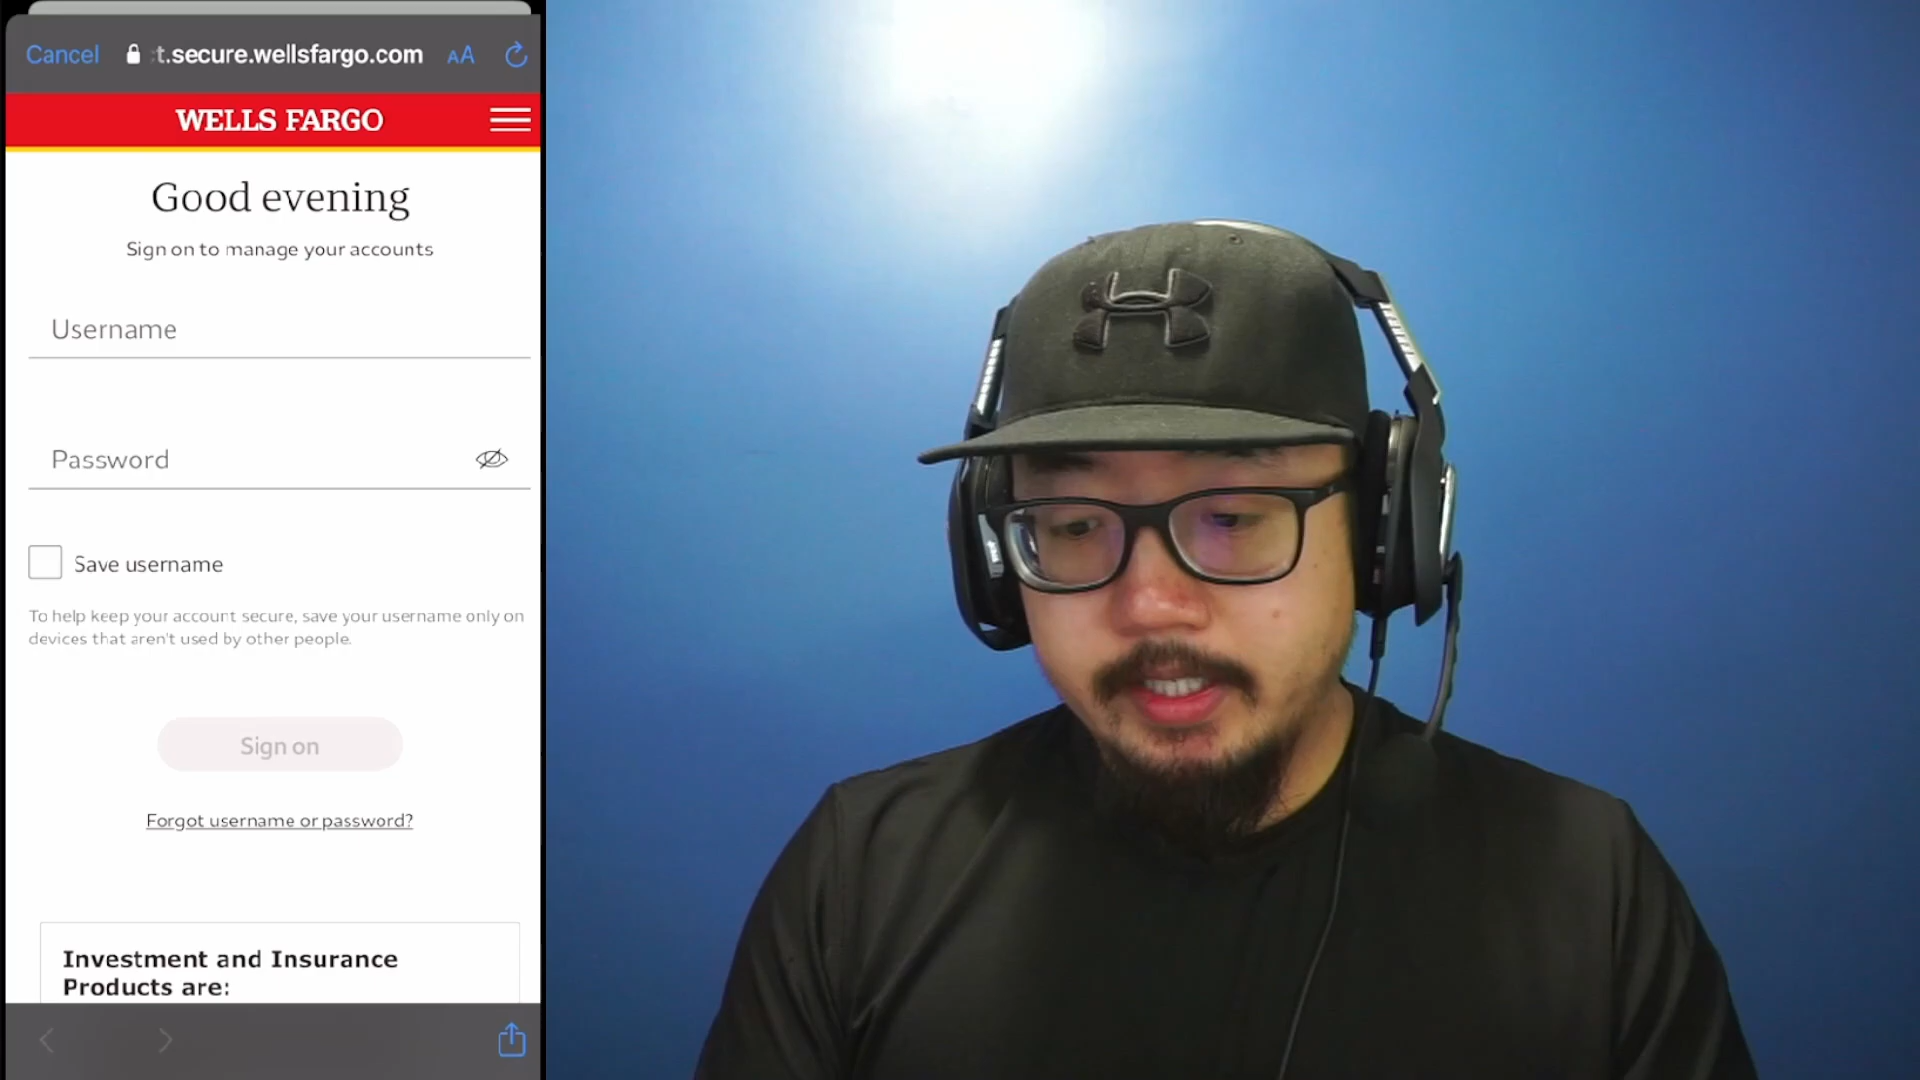 Cancel
t.secure.wellsfargo.com
AA
WELLS FARGO
Good evening
Sign on to manage your accounts
Username
Password
Save username
To help keep your account secure, save your username only on
devices that aren't used by other people.
Sign on
Forgot username or password?
Investment and Insurance
Products are: